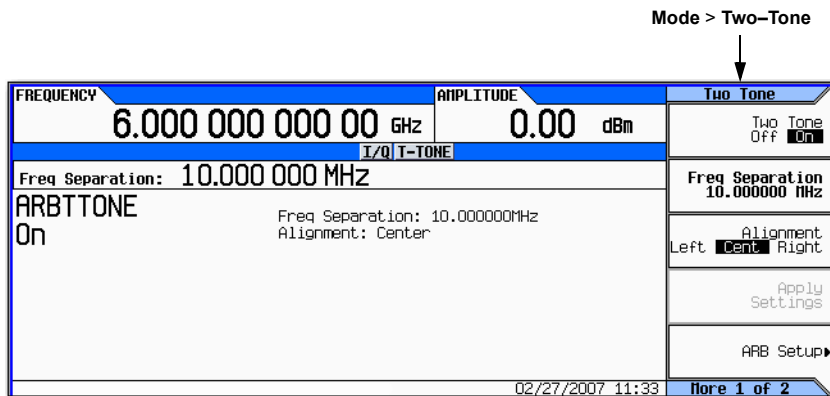 Mode > Two–Tone
FREQUENCY
6.000 000 000 00 GHz
AMPLITUDE
0.00 dBm
I/Q T-TONE
Freq Separation: 10.000 000 MHz
ARBTTONE
On
Freq Separation: 10.000000MHz
Alignment: Center
02/27/2007 11:33
Two Tone
Two Tone
Off On
Freq Separation
10.000000 MHz
Alignment
Left Cent Right
Apply
Settings
ARB Setup
More 1 of 2